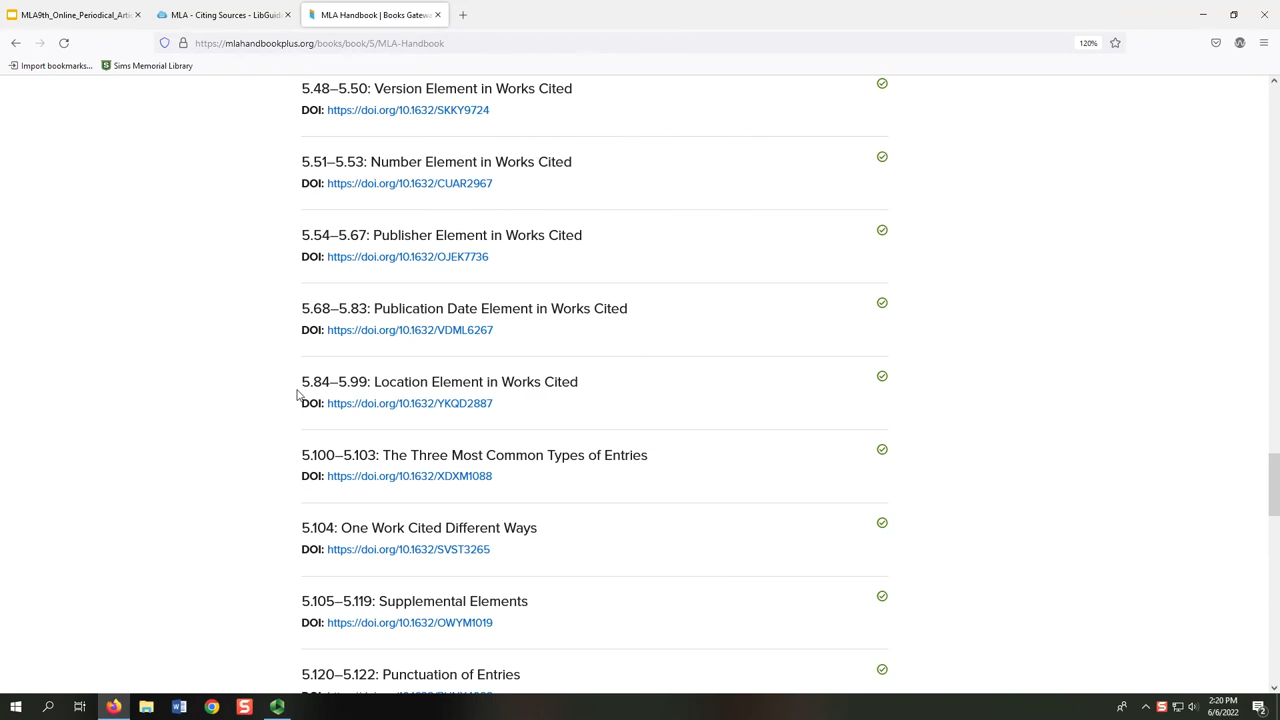 MLA9th_Online_Periodical_Artic
MLA - Citing Sources - LibGuide
MLA Handbook | Books Gateway
https://mlahandbookplus.org/books/book/5/MLA-Handbook
120%
Import bookmarks...
Sims Memorial Library
5.48–5.50: Version Element in Works Cited
DOI: https://doi.org/10.1632/SKKY9724
5.51–5.53: Number Element in Works Cited
DOI: https://doi.org/10.1632/CUAR2967
5.54–5.67: Publisher Element in Works Cited
DOI: https://doi.org/10.1632/OJEK7736
5.68–5.83: Publication Date Element in Works Cited
DOI: https://doi.org/10.1632/VDML6267
5.84–5.99: Location Element in Works Cited
DOI: https://doi.org/10.1632/YKQD2887
5.100–5.103: The Three Most Common Types of Entries
DOI: https://doi.org/10.1632/XDXM1088
5.104: One Work Cited Different Ways
DOI: https://doi.org/10.1632/SVST3265
5.105–5.119: Supplemental Elements
DOI: https://doi.org/10.1632/OWYM1019
5.120–5.122: Punctuation of Entries
2:20 PM
6/6/2022